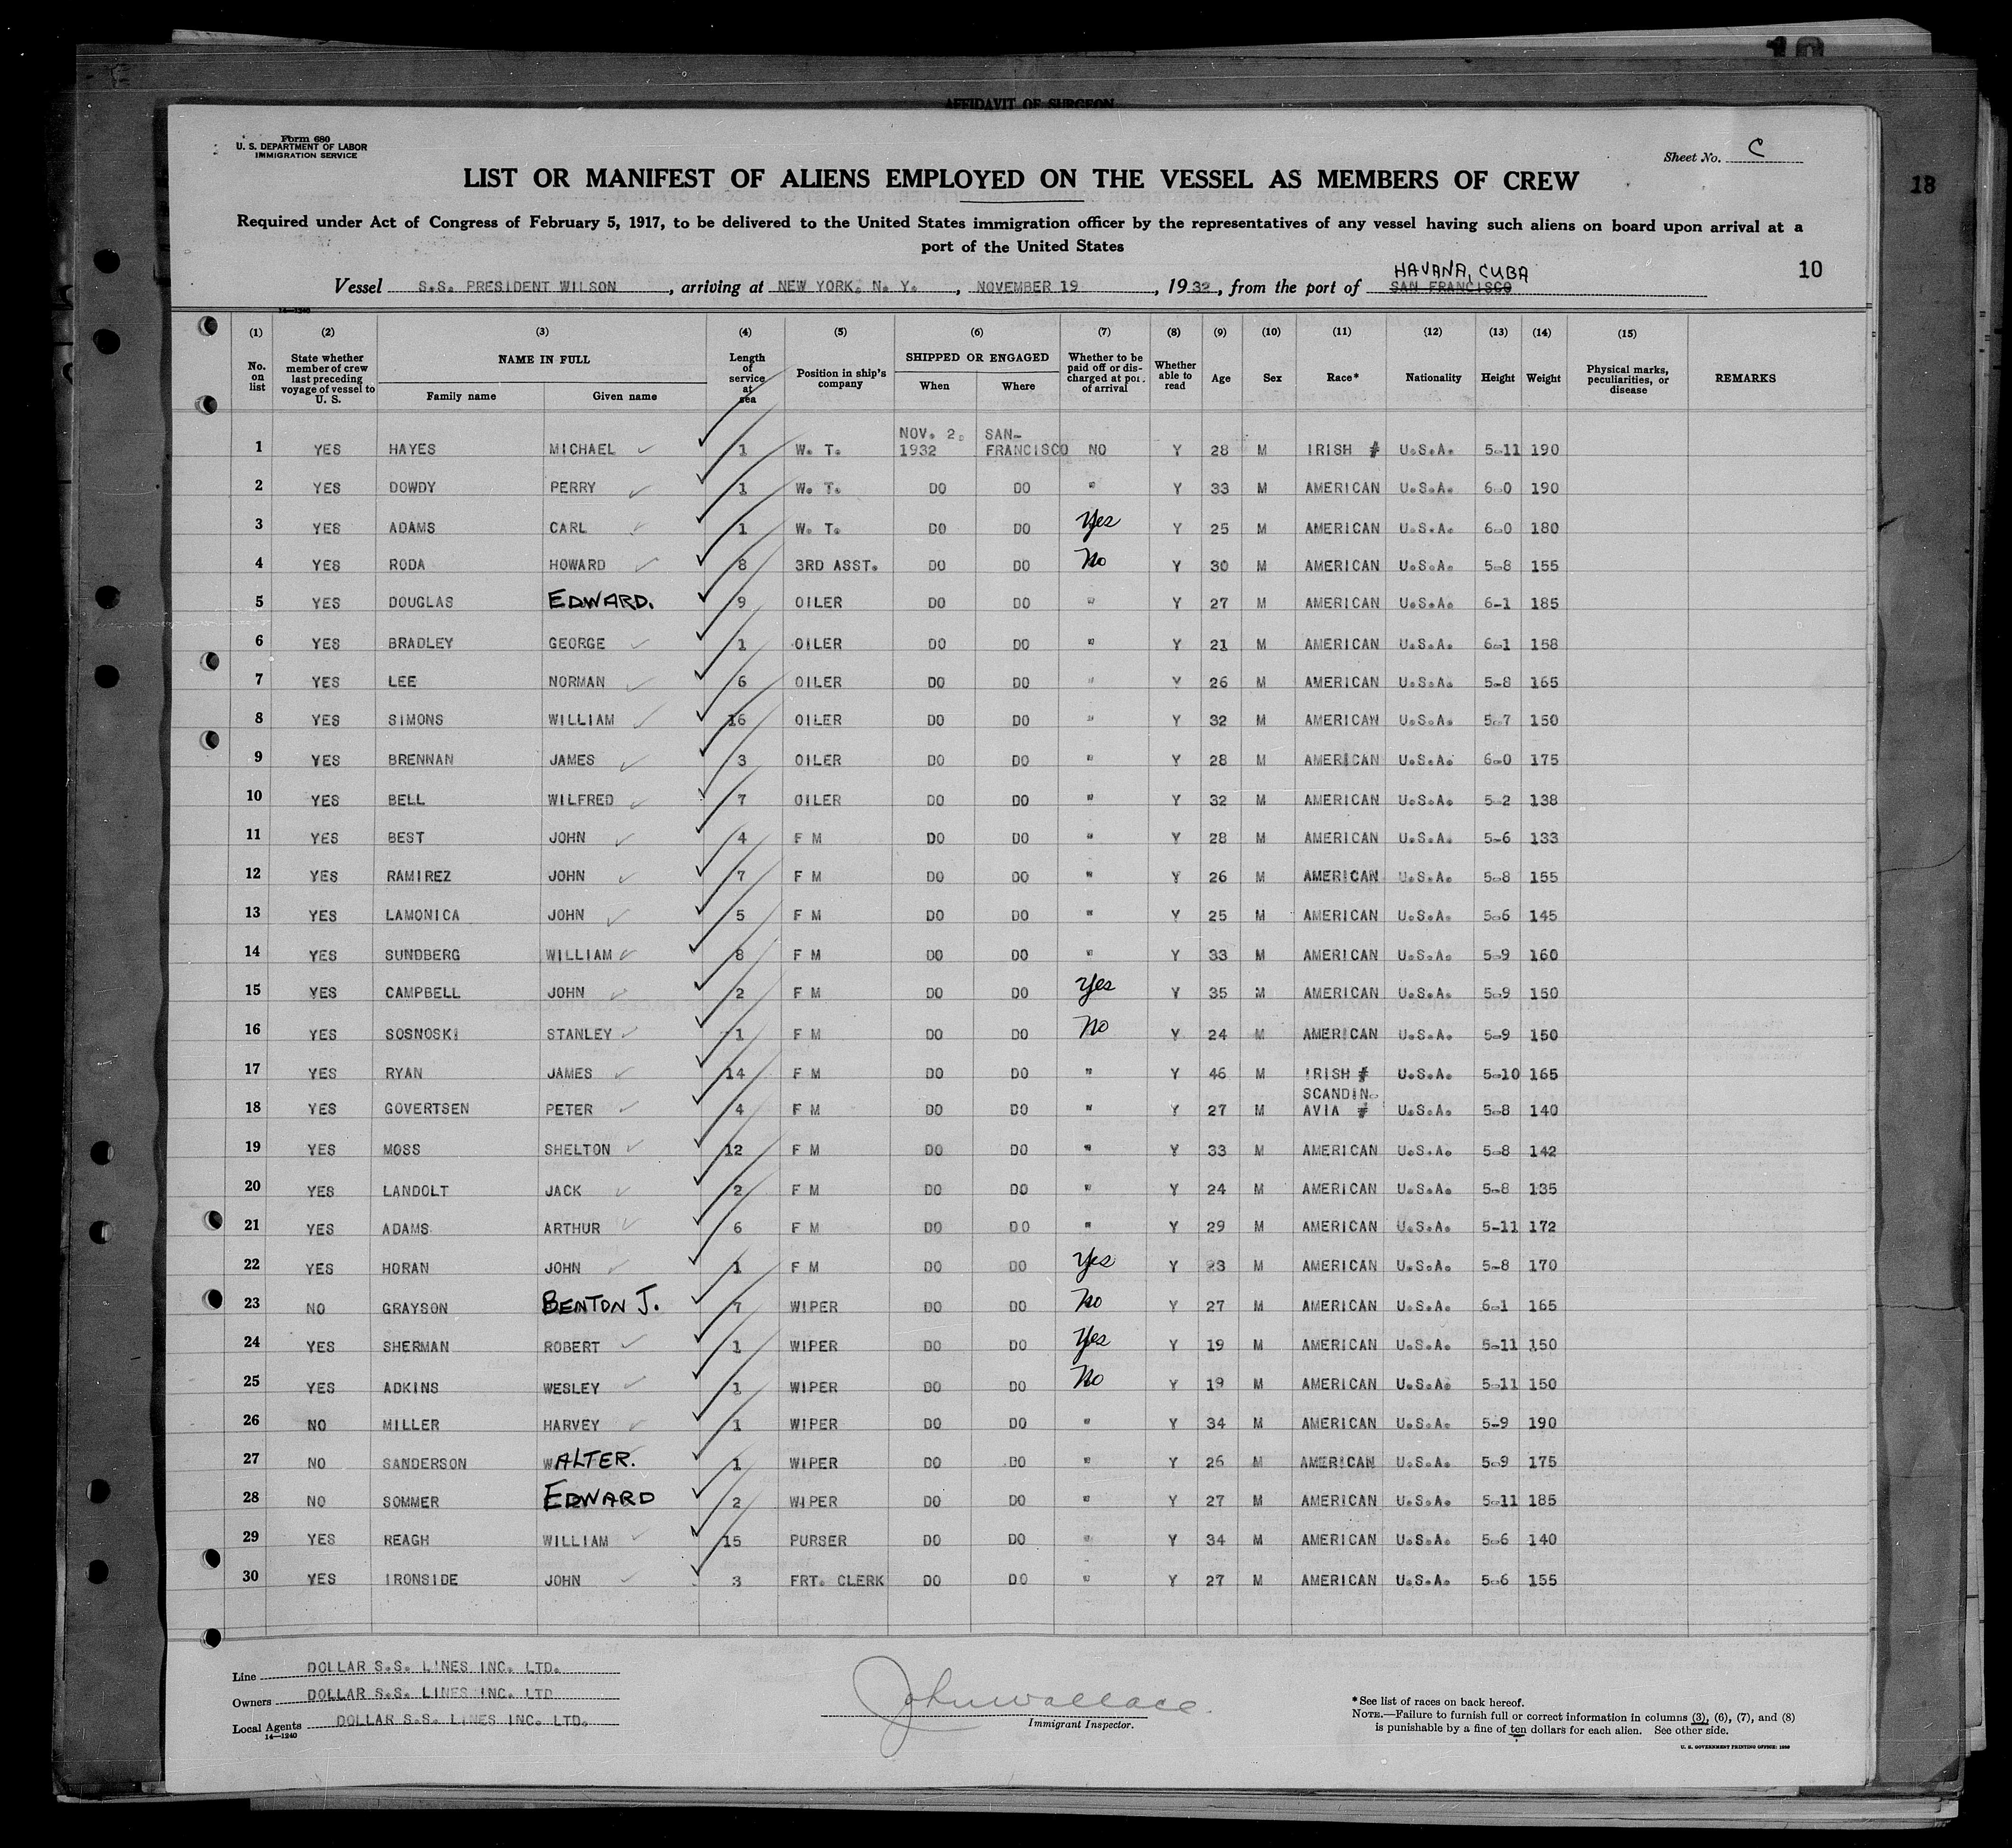 AFFIDAVIT OF SURGEON
18
Form 680
U. S. DEPARTMENT OF LABOR
IMMIGRATION SERVICE
Sheet No. C
LIST OR MANIFEST OF ALIENS EMPLOYED ON THE VESSEL AS MEMBERS OF CREW
Required under Act of Congress of February 5, 1917, to be delivered to the United States immigration officer by the representatives of any vessel having such aliens on board upon arrival at a
port of the United States
10
HAVANA, CUBA
Vessel S.S. PRESIDENT WILSON, arriving at NEW YORK. N. Y., NOVEMBER 19, 1932, from the port of SAN FRANCISCO
14-1240
(1) (2) (3) (4) (5) (6) (7) (8) (9) (10) (11) (12) (13) (14) (15)
No. on list
State whether member of crew last preceding voyage of vessel to U. S.
NAME IN FULL
Family name Given name
Length of service at sea
Position in ship's company
SHIPPED OR ENGAGED
When Where
Whether to be paid off or discharged at port of arrival
Whether able to read
Age Sex Race* Nationality Height Weight
Physical marks, peculiarities, or disease
REMARKS
1 YES HAYES MICHAEL 1 W. T. NOV. 2. 1932 SAN-FRANCISCO NO Y 28 M IRISH # U.S.A. 5-11 190
2 YES DOWDY PERRY 1 W. T. DO DO " Y 33 M AMERICAN U.S.A. 6-0 190
3 YES ADAMS CARL 1 W. T. DO DO Yes Y 25 M AMERICAN U.S.A. 6-0 180
4 YES RODA HOWARD 8 3RD ASST. DO DO No Y 30 M AMERICAN U.S.A. 5-8 155
5 YES DOUGLAS EDWARD. 9 OILER DO DO " Y 27 M AMERICAN U.S.A. 6-1 185
6 YES BRADLEY GEORGE 1 OILER DO DO " Y 21 M AMERICAN U.S.A. 6-1 158
7 YES LEE NORMAN 6 OILER DO DO " Y 26 M AMERICAN U.S.A. 5-8 165
8 YES SIMONS WILLIAM 16 OILER DO DO " Y 32 M AMERICAN U.S.A. 5-7 150
9 YES BRENNAN JAMES 3 OILER DO DO " Y 28 M AMERICAN U.S.A. 6-0 175
10 YES BELL WILFRED 7 OILER DO DO " Y 32 M AMERICAN U.S.A. 5-2 138
11 YES BEST JOHN 4 F M DO DO " Y 28 M AMERICAN U.S.A. 5-6 133
12 YES RAMIREZ JOHN 7 F M DO DO " Y 26 M AMERICAN U.S.A. 5-8 155
13 YES LAMONICA JOHN 5 F M DO DO " Y 25 M AMERICAN U.S.A. 5-6 145
14 YES SUNDBERG WILLIAM 8 F M DO DO " Y 33 M AMERICAN U.S.A. 5-9 160
15 YES CAMPBELL JOHN 2 F M DO DO Yes Y 35 M AMERICAN U.S.A. 5-9 150
16 YES SOSNOSKI STANLEY 1 F M DO DO No Y 24 M AMERICAN U.S.A. 5-9 150
17 YES RYAN JAMES 14 F M DO DO " Y 46 M IRISH # U.S.A. 5-10 165
18 YES GOVERTSEN PETER 4 F M DO DO " Y 27 M SCANDIN-AVIA # U.S.A. 5-8 140
19 YES MOSS SHELTON 12 F M DO DO " Y 33 M AMERICAN U.S.A. 5-8 142
20 YES LANDOLT JACK 2 F M DO DO " Y 24 M AMERICAN U.S.A. 5-8 135
21 YES ADAMS ARTHUR 6 F M DO DO " Y 29 M AMERICAN U.S.A. 5-11 172
22 YES HORAN JOHN 1 F M DO DO Yes Y 23 M AMERICAN U.S.A. 5-8 170
23 NO GRAYSON BENTON J. 7 WIPER DO DO No Y 27 M AMERICAN U.S.A. 6-1 165
24 YES SHERMAN ROBERT 1 WIPER DO DO Yes Y 19 M AMERICAN U.S.A. 5-11 150
25 YES ADKINS WESLEY 1 WIPER DO DO No Y 19 M AMERICAN U.S.A. 5-11 150
26 NO MILLER HARVEY 1 WIPER DO DO " Y 34 M AMERICAN U.S.A. 5-9 190
27 NO SANDERSON WALTER. 1 WIPER DO DO " Y 26 M AMERICAN U.S.A. 5-9 175
28 NO SOMMER EDWARD 2 WIPER DO DO " Y 27 M AMERICAN U.S.A. 5-11 185
29 YES REAGH WILLIAM 15 PURSER DO DO " Y 34 M AMERICAN U.S.A. 5-6 140
30 YES IRONSIDE JOHN 3 FRT. CLERK DO DO " Y 27 M AMERICAN U.S.A. 5-6 155
Line DOLLAR S.S. LINES INC. LTD.
Owners DOLLAR S.S. LINES INC. LTD
Local Agents DOLLAR S.S. LINES INC. LTD.
14-1240
John Wallace
Immigrant Inspector.
*See list of races on back hereof.
NOTE.—Failure to furnish full or correct information in columns (3), (6), (7), and (8)
is punishable by a fine of ten dollars for each alien. See other side.